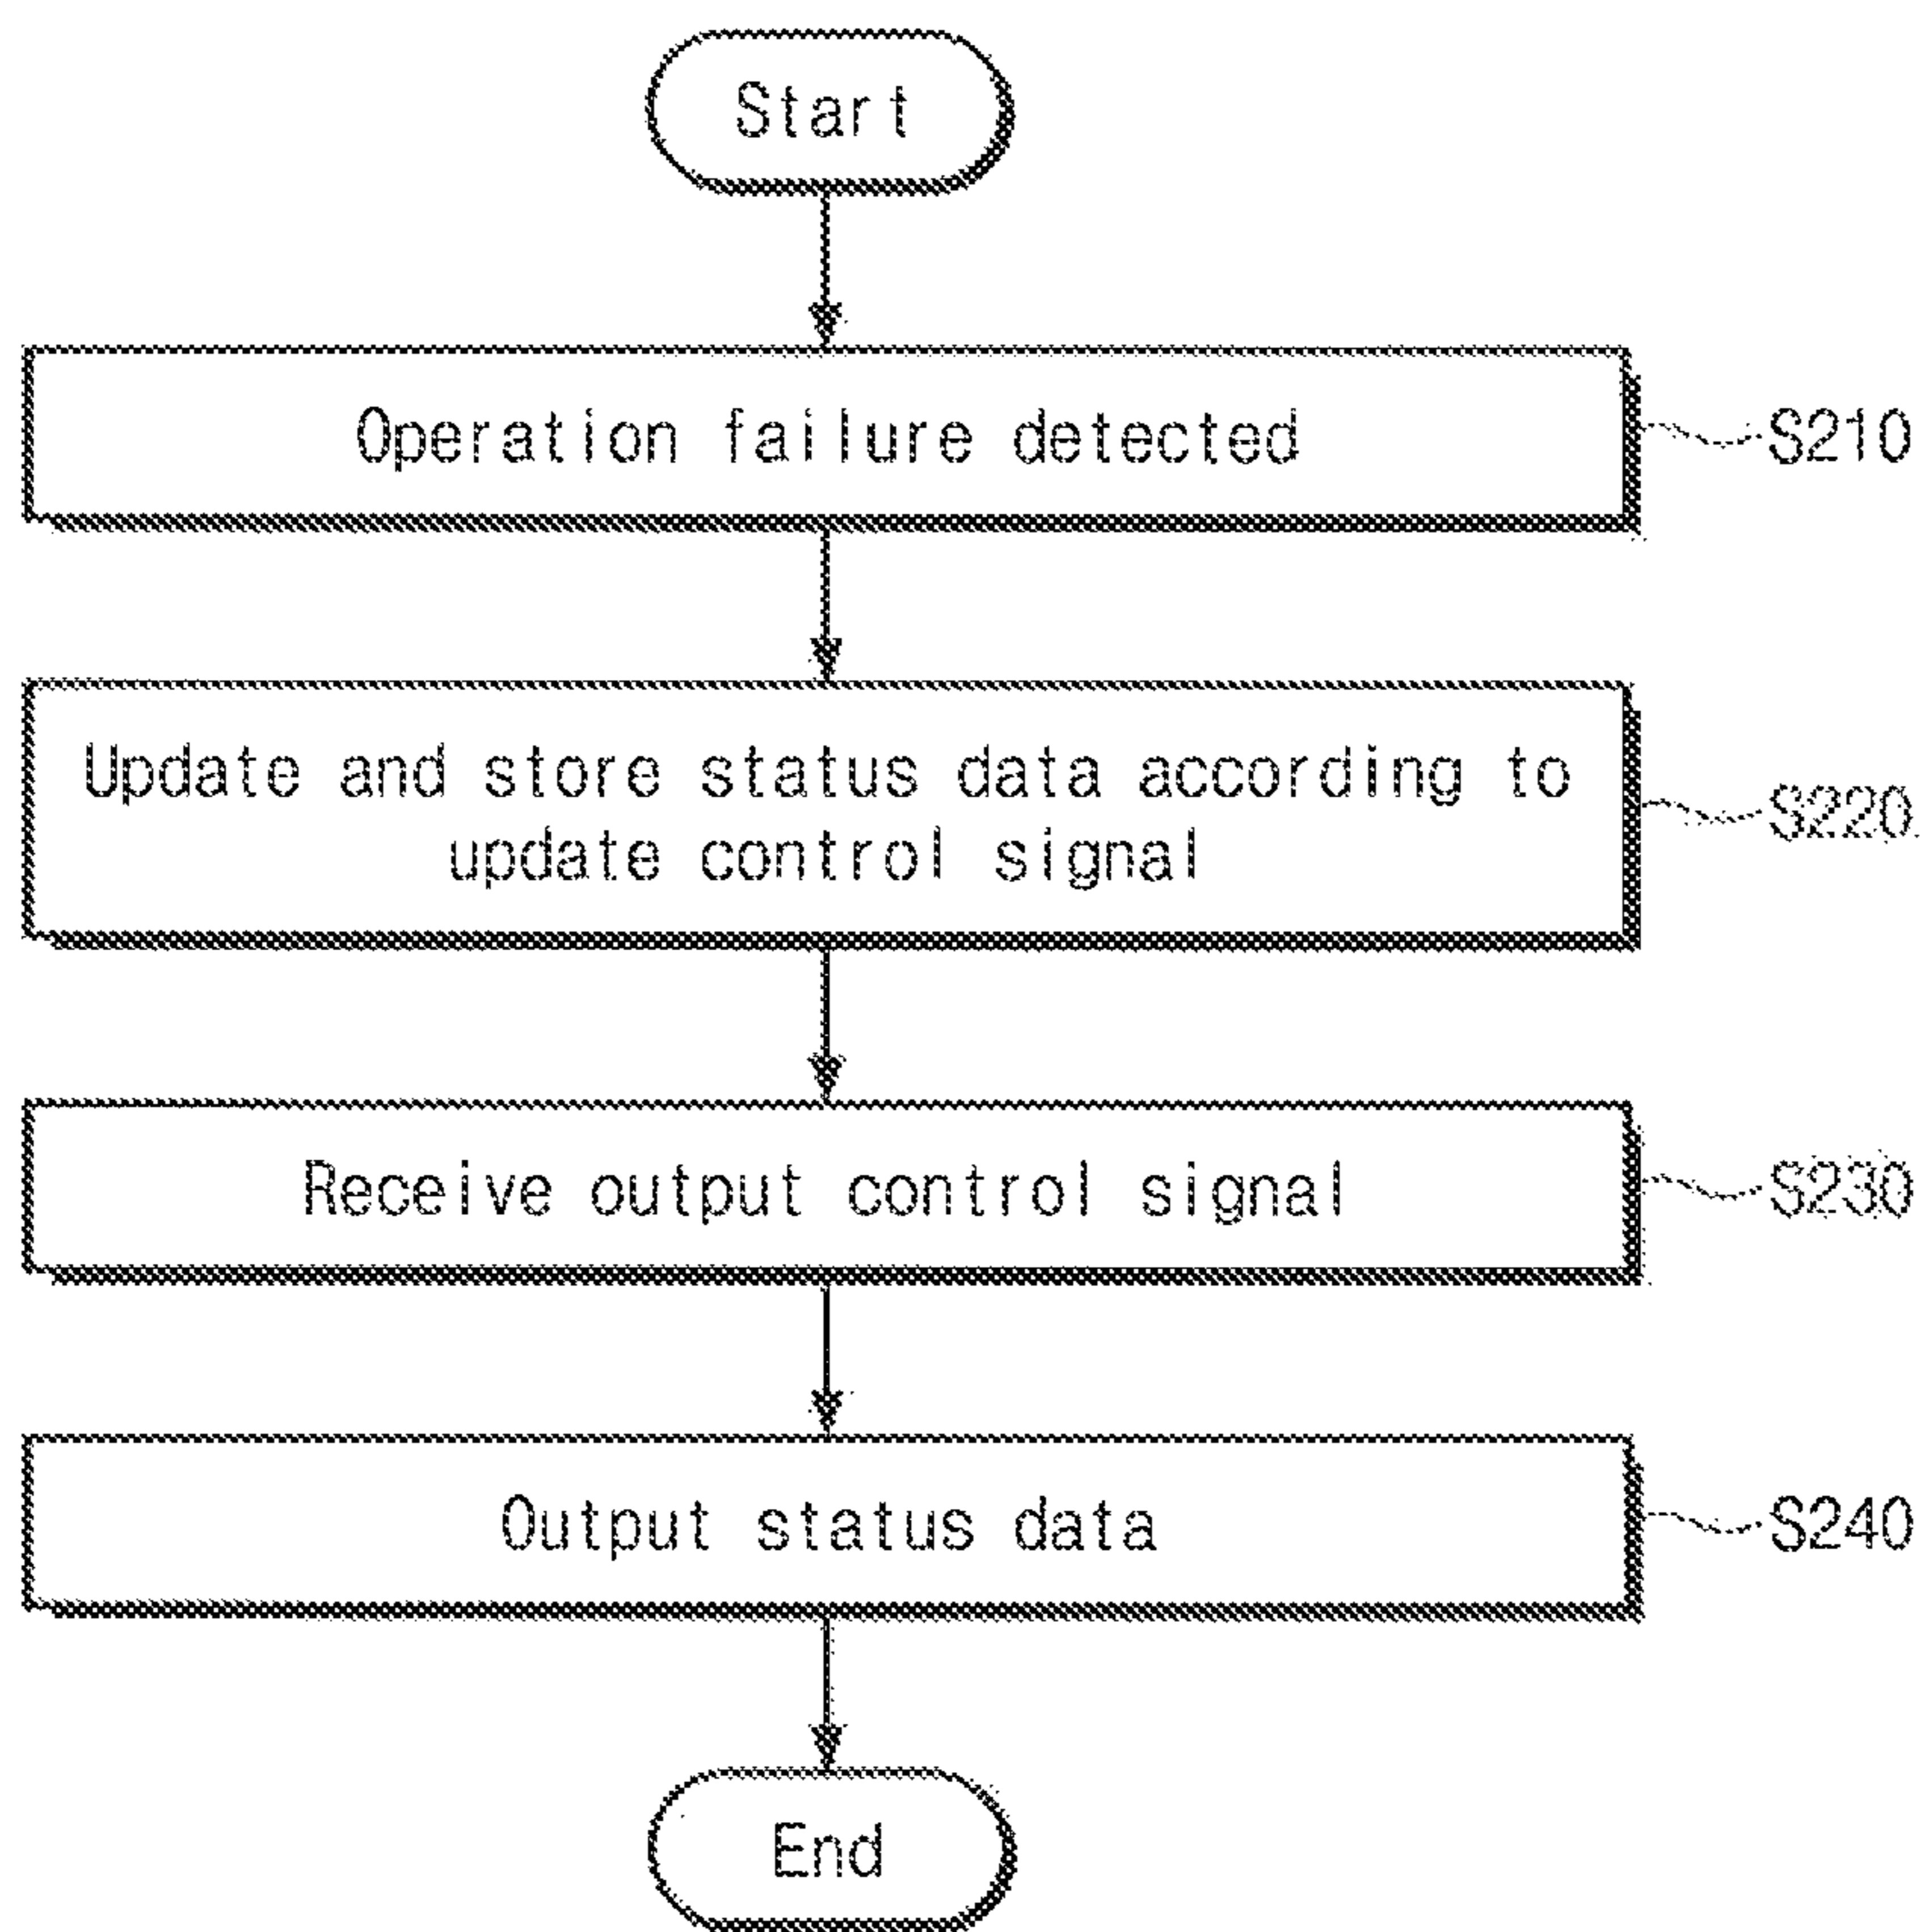 Start
Operation failure detected
S210
Update and store status data according to
update control signal
S220
Receive output control signal
S230
Output status data
S240
End